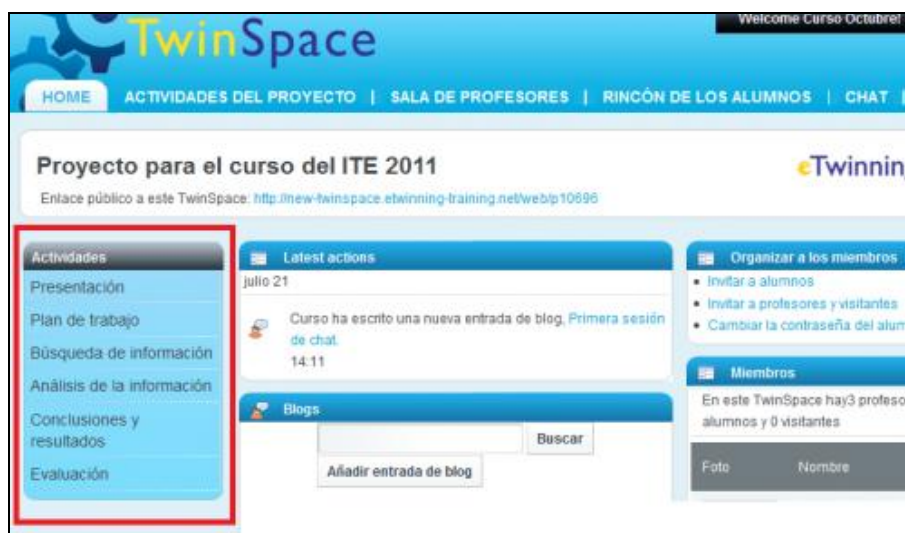 TwinSpace
Welcome Curso Octubre!
HOME
ACTIVIDADES DEL PROYECTO | SALA DE PROFESORES | RINCÓN DE LOS ALUMNOS | CHAT |
Proyecto para el curso del ITE 2011
eTwinning
Enlace público a este TwinSpace: http://new-twinspace.etwinning-training.net/web/p10696
Actividades
Presentación
Plan de trabajo
Búsqueda de información
Análisis de la información
Conclusiones y
resultados
Evaluación
Latest actions
julio 21
Curso ha escrito una nueva entrada de blog, Primera sesión
de chat.
14:11
Blogs
Buscar
Añadir entrada de blog
Organizar a los miembros
Invitar a alumnos
Invitar a profesores y visitantes
Cambiar la contraseña del alum
Miembros
En este TwinSpace hay3 profeso
alumnos y 0 visitantes
Foto Nombre